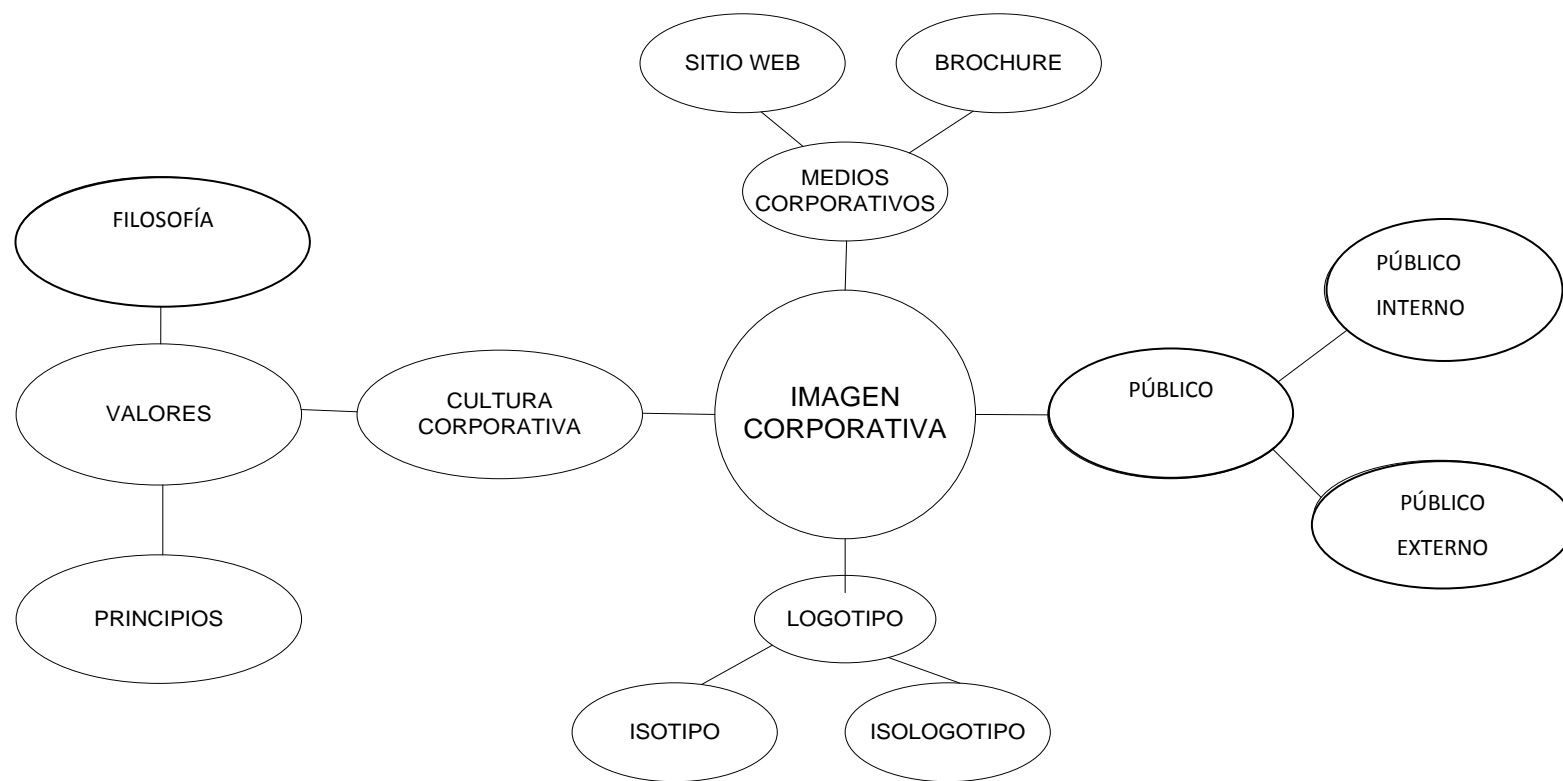 SITIO WEB
BROCHURE
MEDIOS
CORPORATIVOS
FILOSOFÍA
PÚBLICO
INTERNO
VALORES
CULTURA
CORPORATIVA
IMAGEN
CORPORATIVA
PÚBLICO
PÚBLICO
EXTERNO
PRINCIPIOS
LOGOTIPO
ISOTIPO
ISOLOGOTIPO